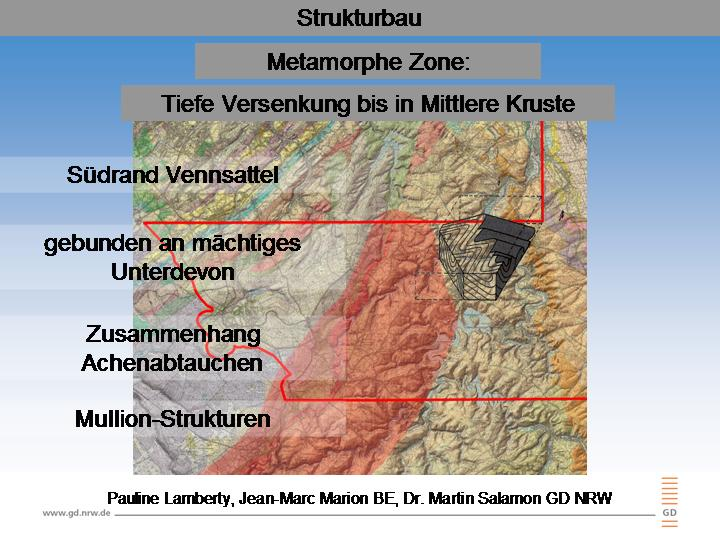 Strukturbau
Metamorphe Zone:
Tiefe Versenkung bis in Mittlere Kruste
Südrand Vennsattel
gebunden an mächtiges
Unterdevon
Zusammenhang
Achenabtauchen
Mullion-Strukturen
Pauline Lamberty, Jean-Marc Marion BE, Dr. Martin Salamon GD NRW
www.gd.nrw.de
GD